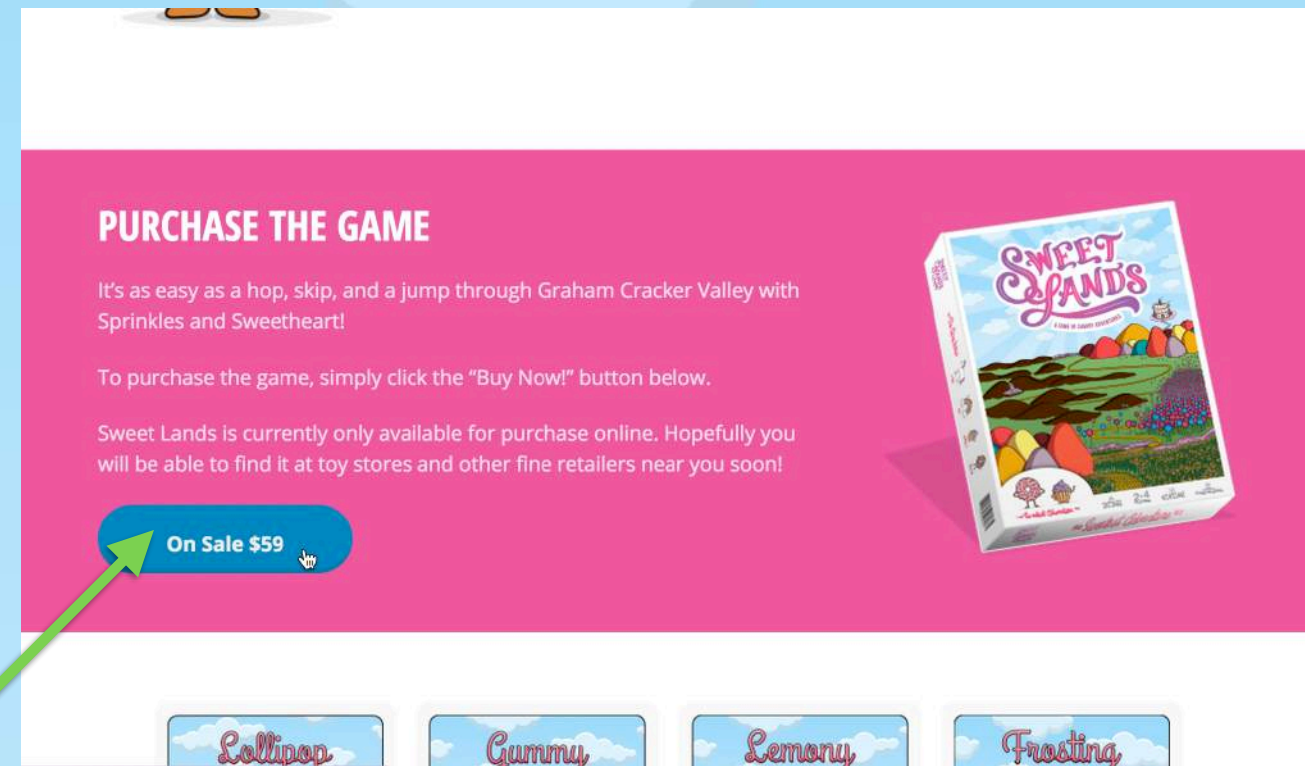 PURCHASE THE GAME
It's as easy as a hop, skip, and a jump through Graham Cracker Valley with
Sprinkles and Sweetheart!
To purchase the game, simply click the “Buy Now!” button below.
Sweet Lands is currently only available for purchase online. Hopefully you
will be able to find it at toy stores and other fine retailers near you soon!
On Sale $59
SWEET
LANDS
2-4
Lollipop
Gummy
Lemony
Frosting